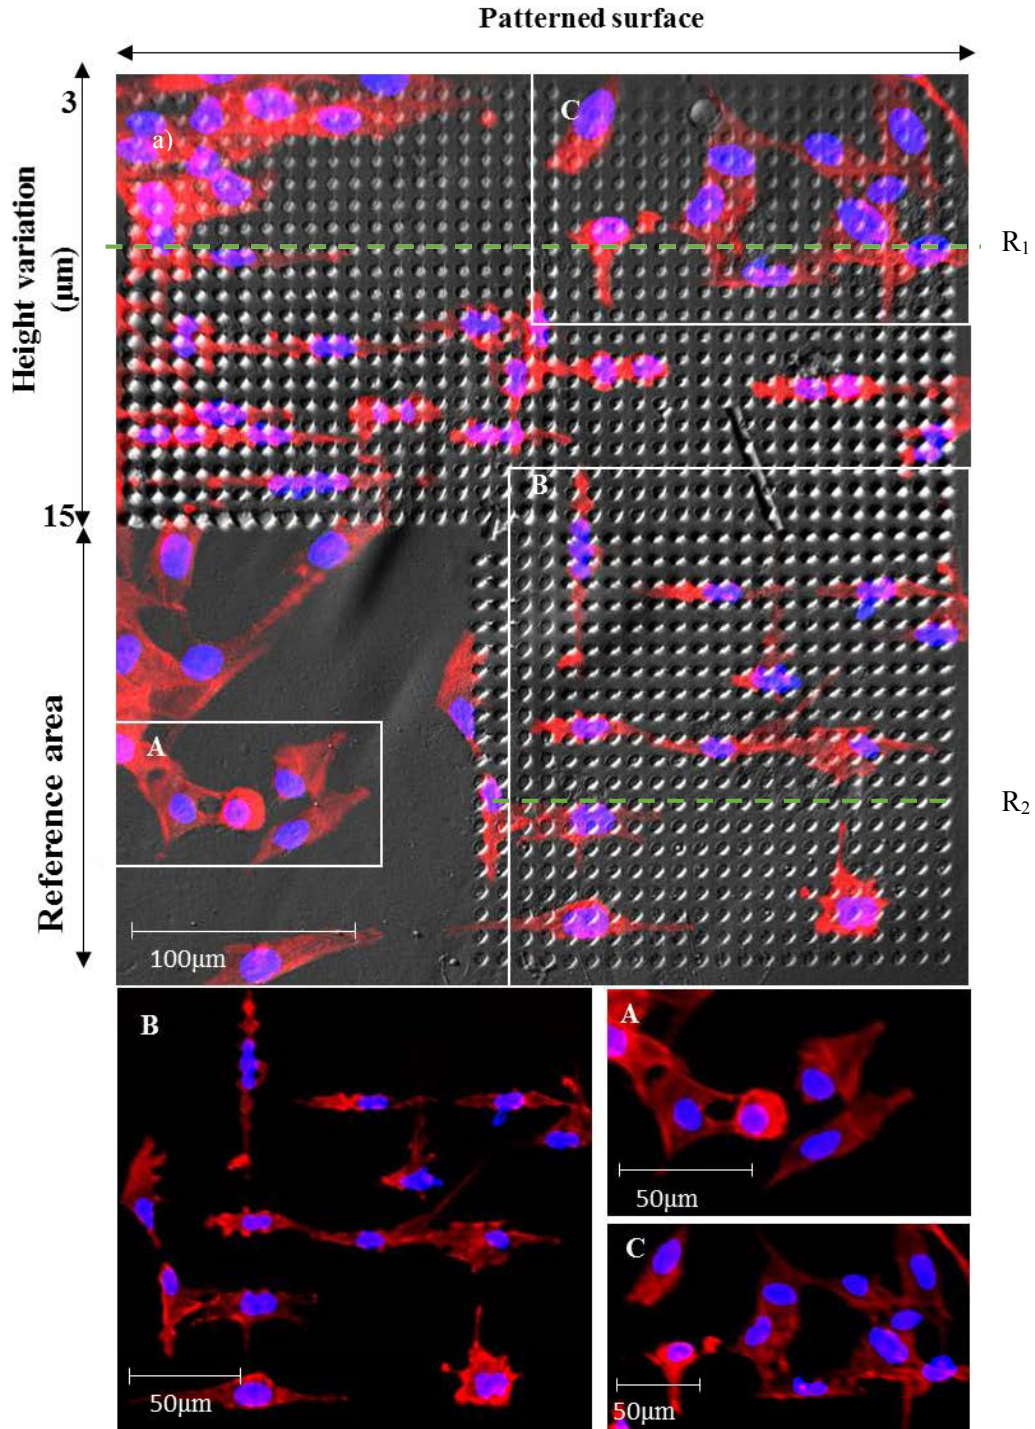 Patterned surface
3
C
a)
Height variation
(μm)
R1
15
B
A
R2
Reference area
100μm
B
A
50μm
C
50μm
50μm